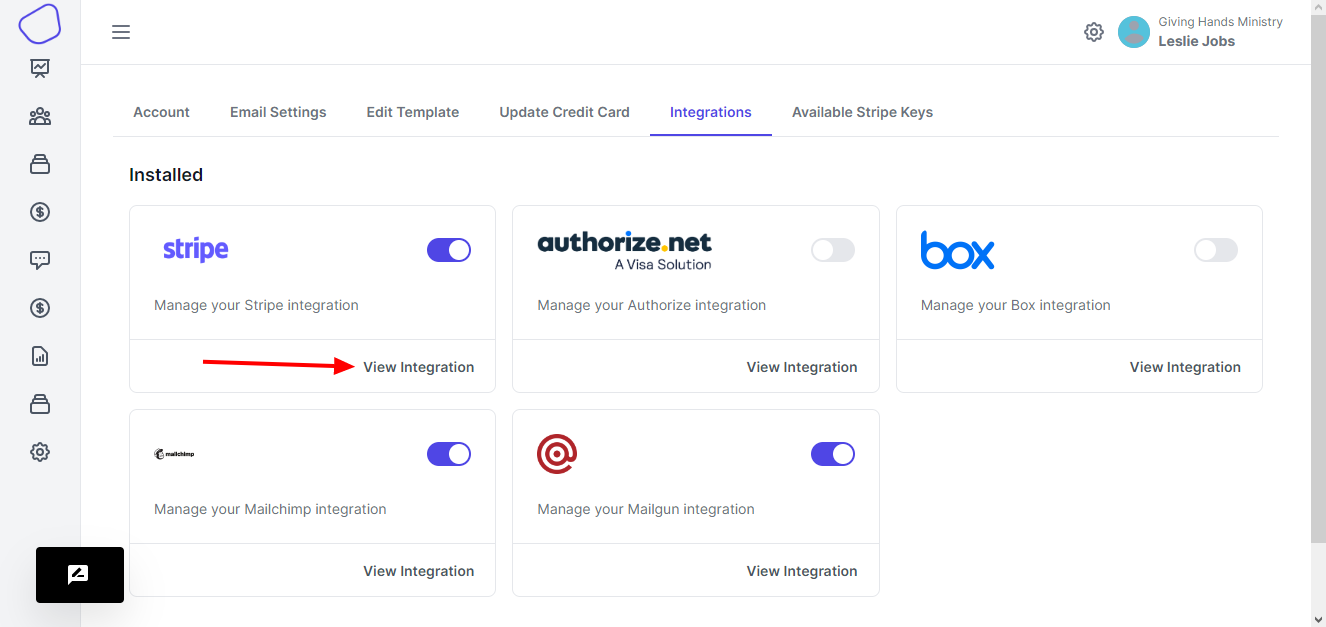 Giving Hands Ministry
Leslie Jobs
Account Email Settings Edit Template Update Credit Card Integrations Available Stripe Keys
Installed
stripe
Manage your Stripe integration
View Integration
authorize.net
A Visa Solution
Manage your Authorize integration
View Integration
box
Manage your Box integration
View Integration
mailchimp
Manage your Mailchimp integration
View Integration
Manage your Mailgun integration
View Integration